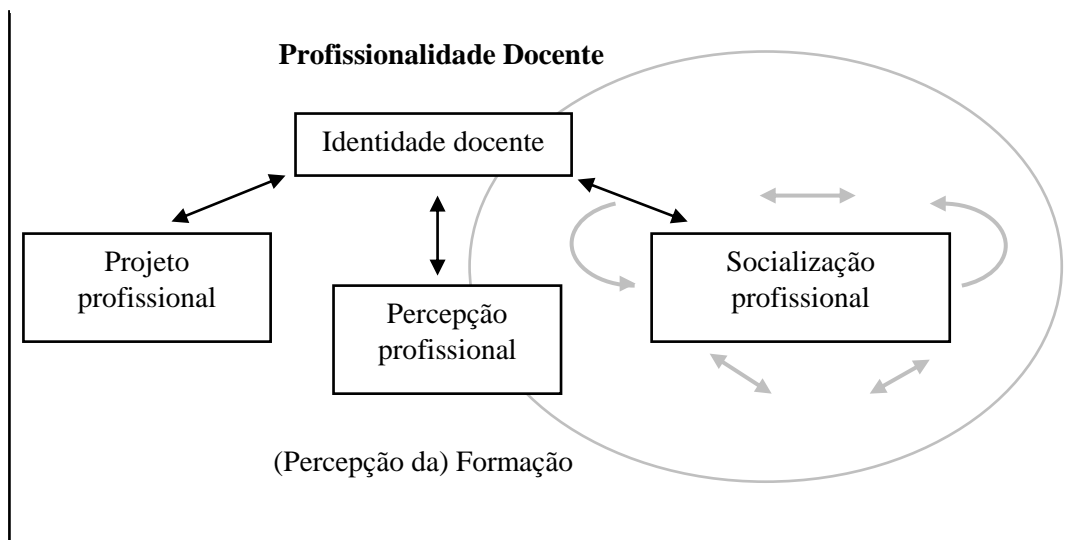 Profissionalidade Docente
Identidade docente
Projeto
profissional
Socialização
profissional
Percepção
profissional
(Percepção da) Formação